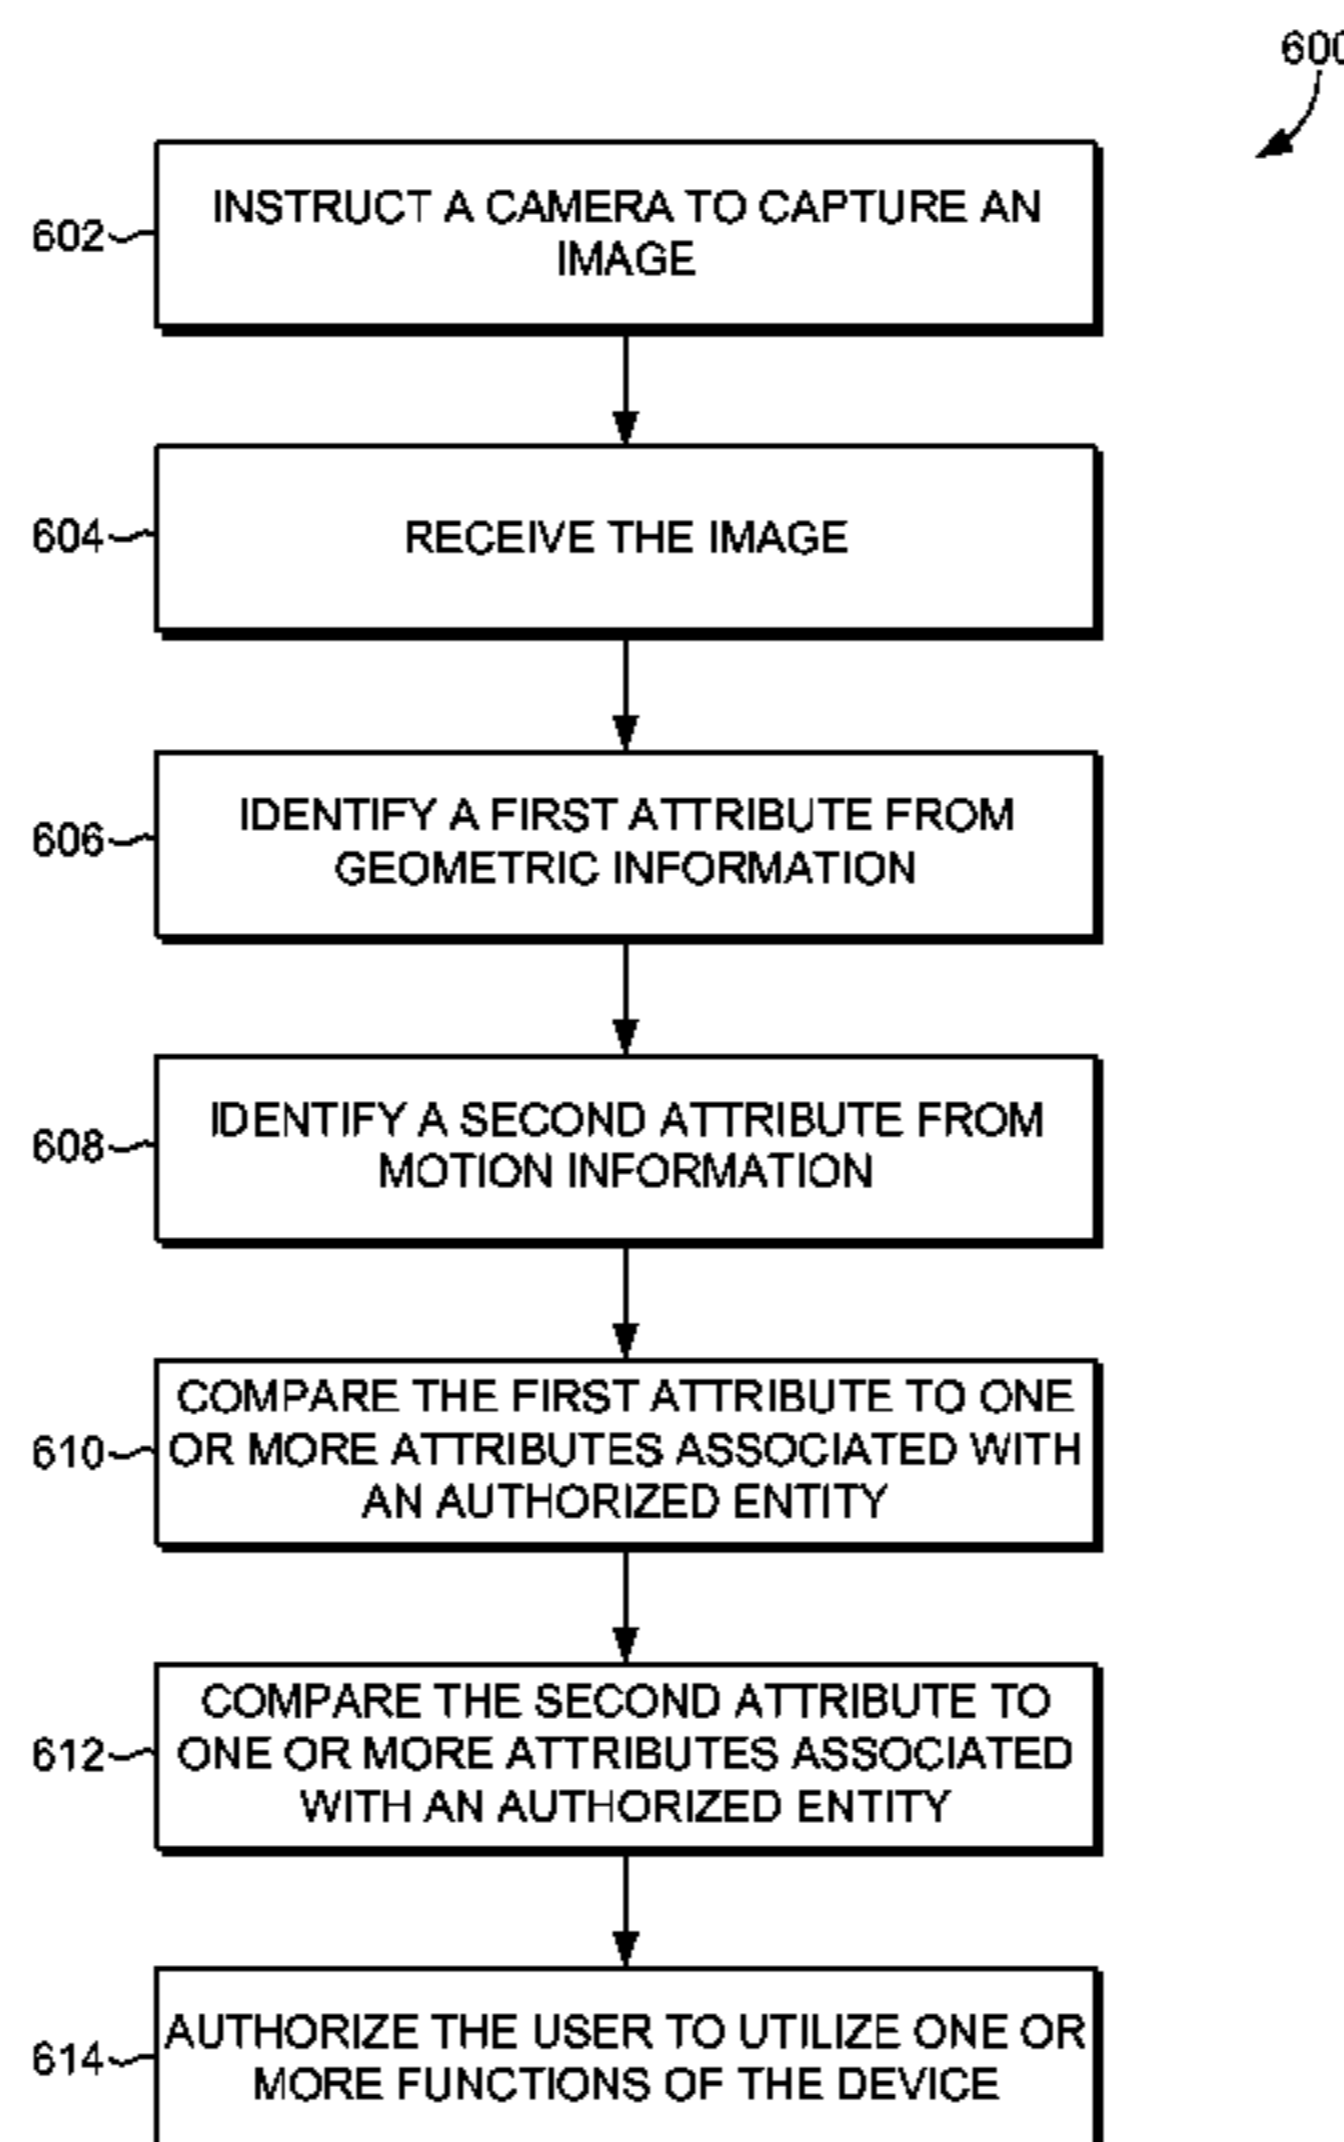 600
602
INSTRUCT A CAMERA TO CAPTURE AN
IMAGE
604
RECEIVE THE IMAGE
606
IDENTIFY A FIRST ATTRIBUTE FROM
GEOMETRIC INFORMATION
608
IDENTIFY A SECOND ATTRIBUTE FROM
MOTION INFORMATION
610
COMPARE THE FIRST ATTRIBUTE TO ONE
OR MORE ATTRIBUTES ASSOCIATED WITH
AN AUTHORIZED ENTITY
612
COMPARE THE SECOND ATTRIBUTE TO
ONE OR MORE ATTRIBUTES ASSOCIATED
WITH AN AUTHORIZED ENTITY
614
AUTHORIZE THE USER TO UTILIZE ONE OR
MORE FUNCTIONS OF THE DEVICE